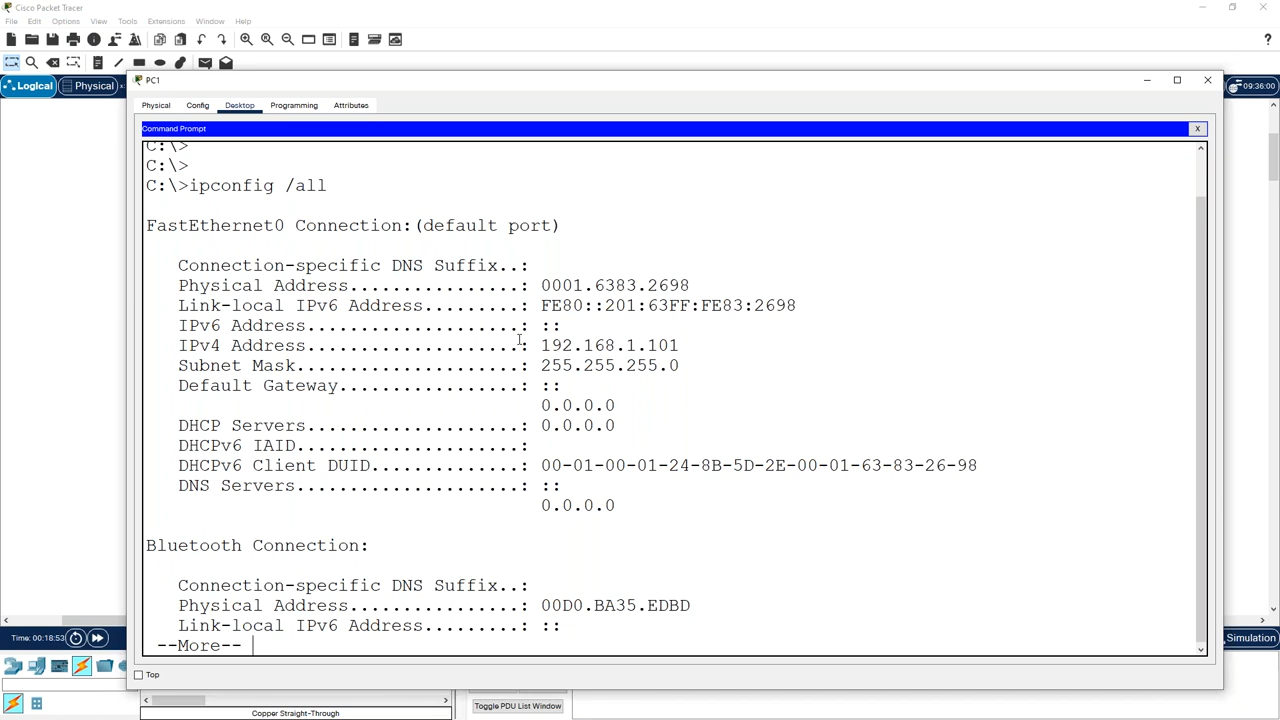 Cisco Packet Tracer
File Edit Options View Tools Extensions Window Help
Logical Physical
09:36:00
PC1
Physical Config Desktop Programming Attributes
Command Prompt
X
C:\>
C:\>
C:\>ipconfig /all
FastEthernet0 Connection:(default port)
Connection-specific DNS Suffix..:
Physical Address................: 0001.6383.2698
Link-local IPv6 Address.........: FE80::201:63FF:FE83:2698
IPv6 Address....................: ::
IPv4 Address....................: 192.168.1.101
Subnet Mask.....................: 255.255.255.0
Default Gateway.................: ::
0.0.0.0
DHCP Servers....................: 0.0.0.0
DHCPv6 IAID.....................:
DHCPv6 Client DUID..............: 00-01-00-01-24-8B-5D-2E-00-01-63-83-26-98
DNS Servers.....................: ::
0.0.0.0
Bluetooth Connection:
Connection-specific DNS Suffix..:
Physical Address................: 00D0.BA35.EDBD
Link-local IPv6 Address.........: ::
--More--
Time: 00:18:53
Simulation
Top
Toggle PDU List Window
Copper Straight-Through